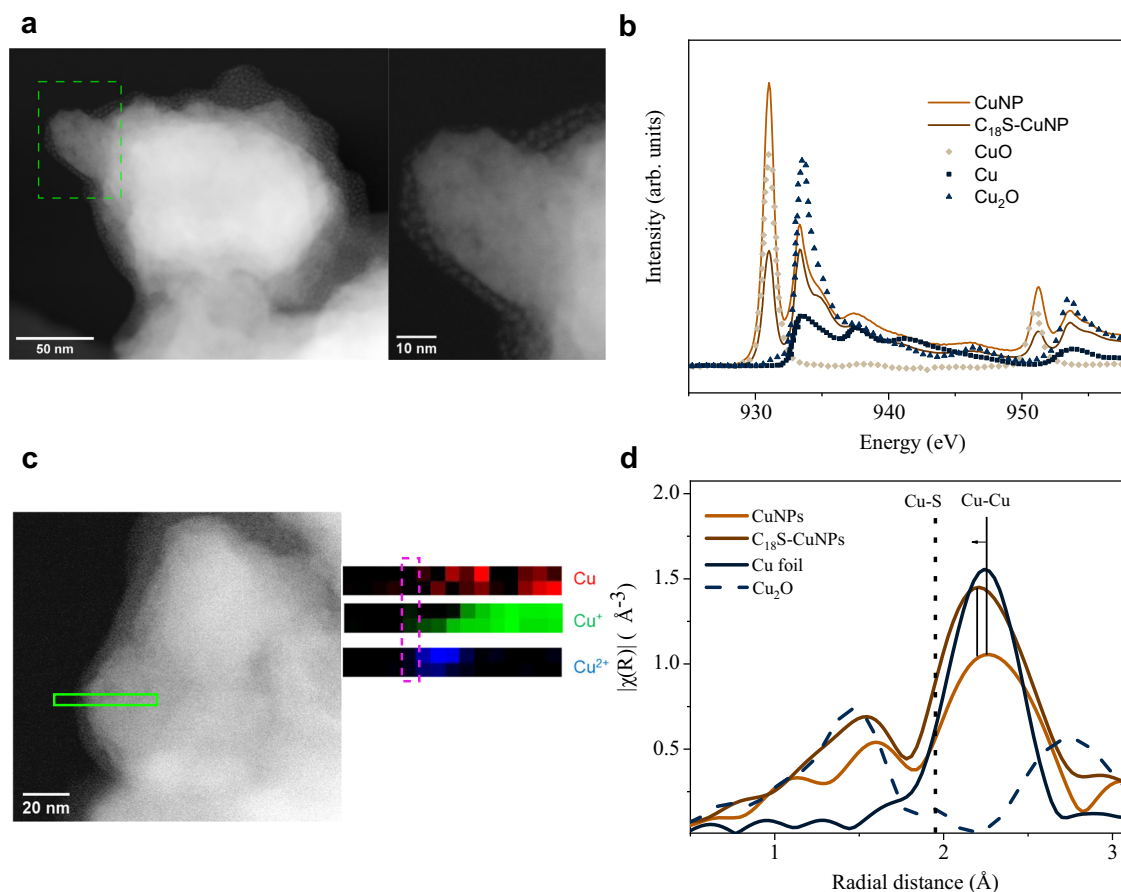 a
50 nm
10 nm
b
Intensity (arb. units)
CuNP
C₁₈S-CuNP
CuO
Cu
Cu₂O
930
940
950
Energy (eV)
c
20 nm
Cu
Cu⁺
Cu²⁺
d
|χ(R)| ( Å⁻³)
2.0
1.5
1.0
0.5
Cu-S
Cu-Cu
CuNPs
C₁₈S-CuNPs
Cu foil
Cu₂O
1
2
3
Radial distance (Å)